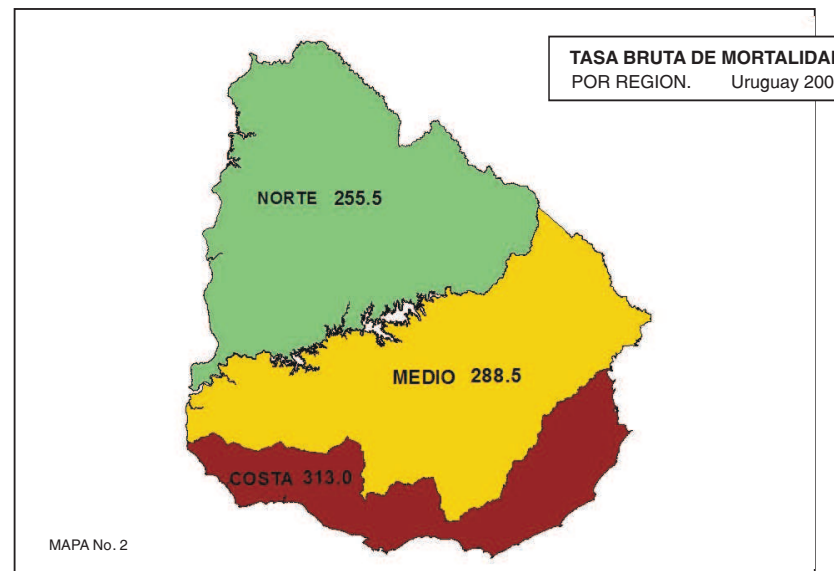 TASA BRUTA DE MORTALIDA
POR REGION. Uruguay 200
NORTE 255.5
MEDIO 288.5
COSTA 313.0
MAPA No. 2